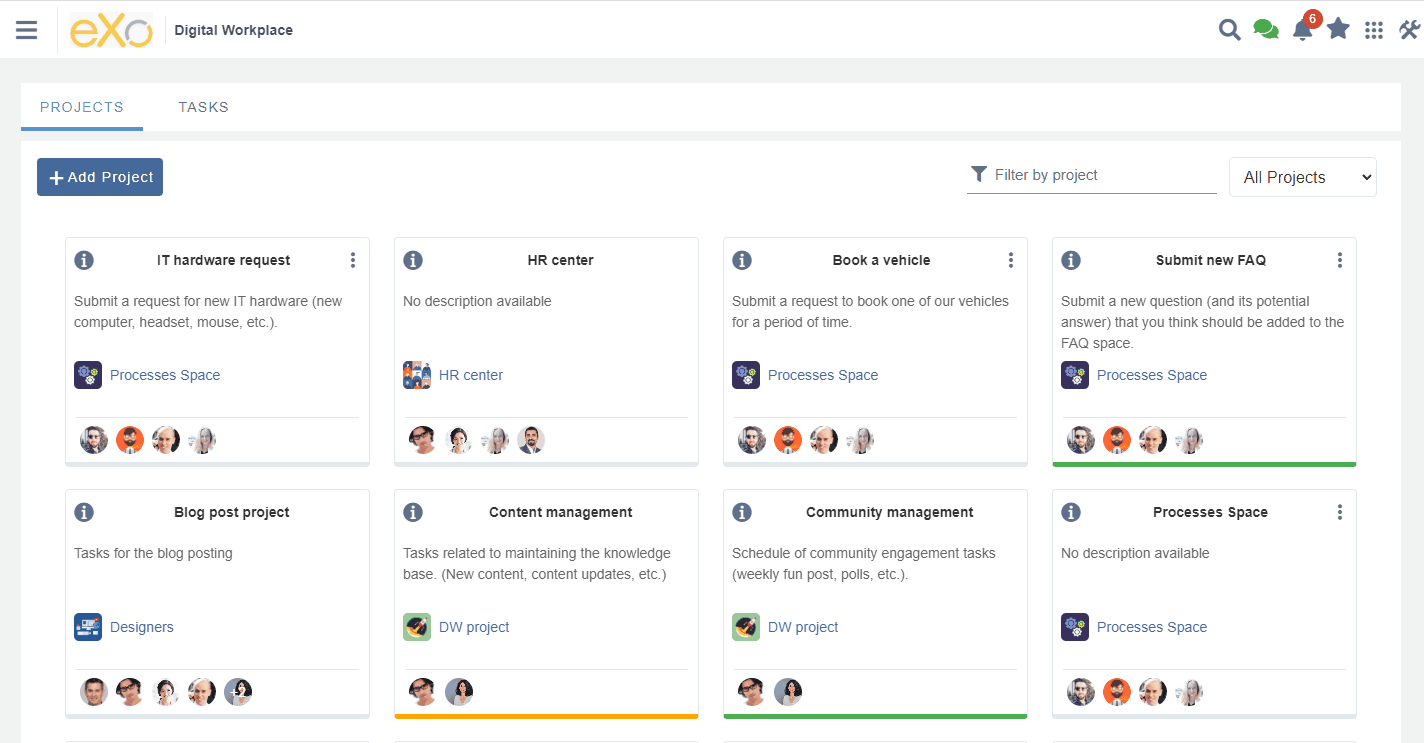 eXo
Digital Workplace
6
PROJECTS
TASKS
+ Add Project
Filter by project
All Projects
IT hardware request
Submit a request for new IT hardware (new
computer, headset, mouse, etc.).
Processes Space
HR center
No description available
HR center
Book a vehicle
Submit a request to book one of our vehicles
for a period of time.
Processes Space
Submit new FAQ
Submit a new question (and its potential
answer) that you think should be added to the
FAQ space.
Processes Space
Blog post project
Tasks for the blog posting
Designers
+2
Content management
Tasks related to maintaining the knowledge
base. (New content, content updates, etc.)
DW project
Community management
Schedule of community engagement tasks
(weekly fun post, polls, etc.).
DW project
Processes Space
No description available
Processes Space